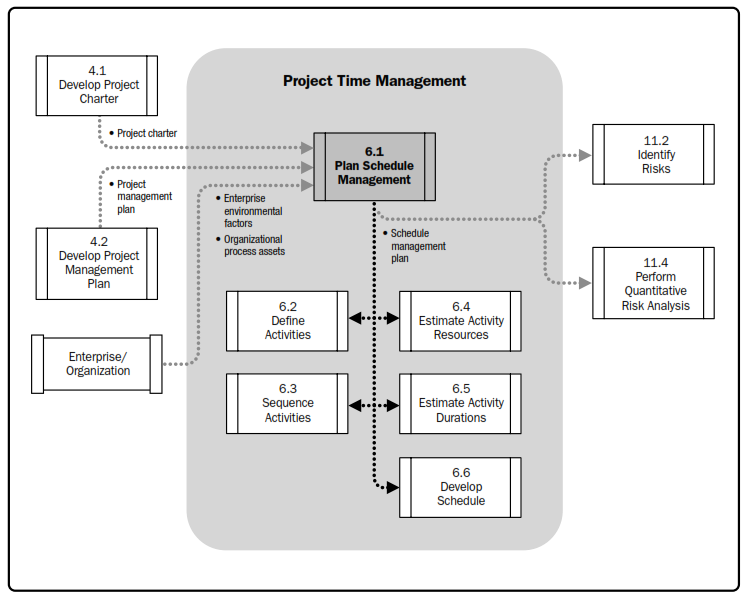 Project Time Management
4.1
Develop Project
Charter
• Project charter
6.1
Plan Schedule
Management
11.2
Identify
Risks
• Project
management
plan
• Enterprise
environmental
factors
• Organizational
process assets
• Schedule
management
plan
4.2
Develop Project
Management
Plan
11.4
Perform
Quantitative
Risk Analysis
6.2
Define
Activities
6.4
Estimate Activity
Resources
Enterprise/
Organization
6.3
Sequence
Activities
6.5
Estimate Activity
Durations
6.6
Develop
Schedule